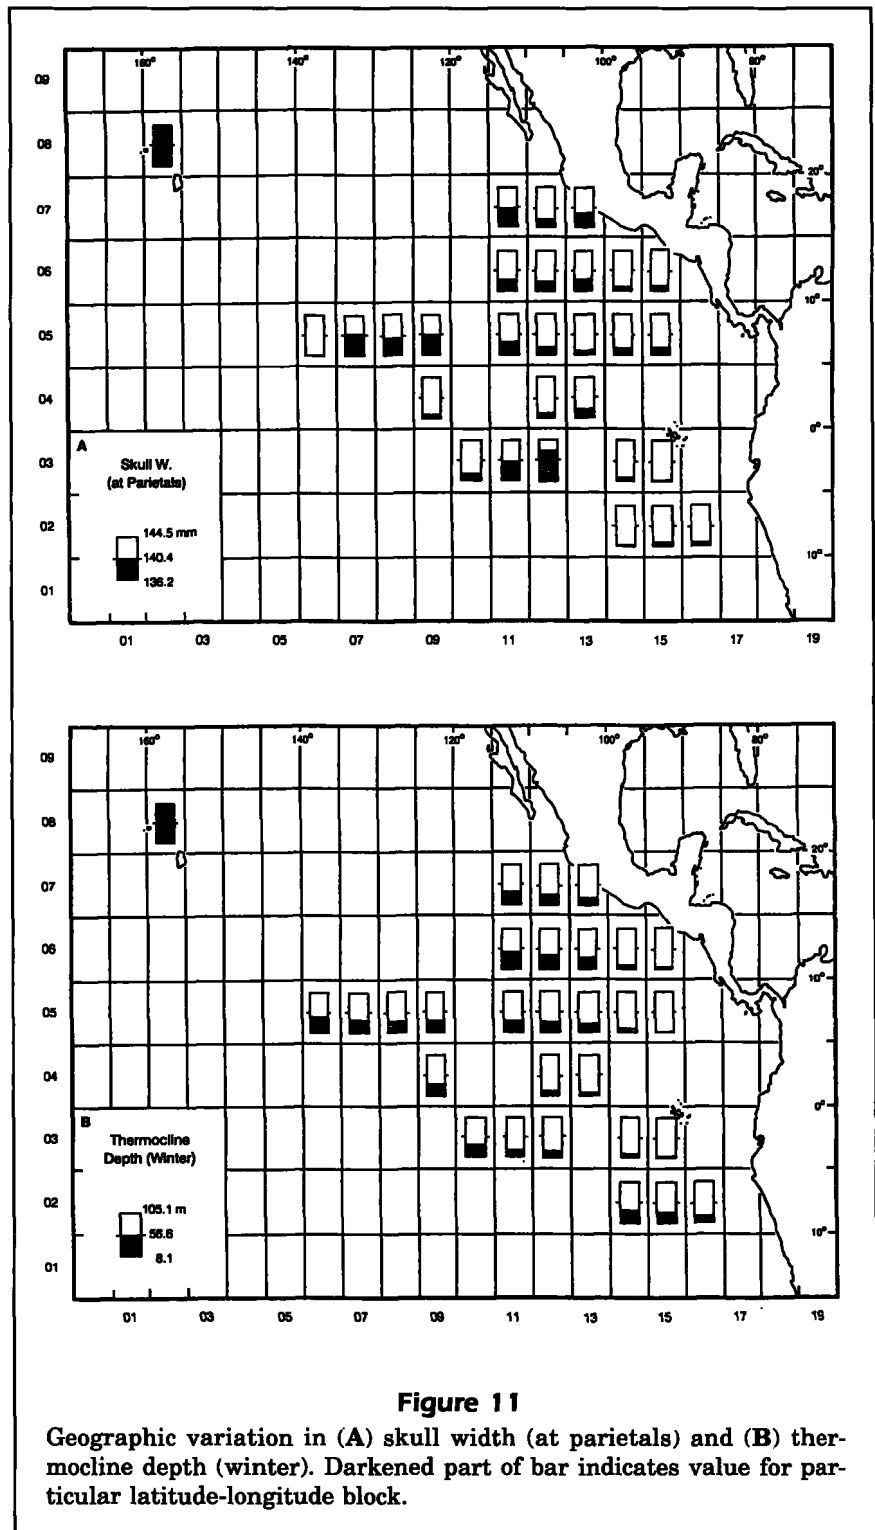 160° 140° 120° 100° 80°
09
08
20°
07
06
10°
05
04
0°
A
03
Skull W.
(at Parietals)
02
144.5 mm
140.4
136.2
10°
01
01 03 05 07 09 11 13 15 17 19
160° 140° 120° 100° 80°
09
08
20°
07
06
10°
05
04
0°
B
03
Thermocline
Depth (Winter)
02
105.1 m
56.6
8.1
10°
01
01 03 05 07 09 11 13 15 17 19
Figure 11
Geographic variation in (A) skull width (at parietals) and (B) ther-
mocline depth (winter). Darkened part of bar indicates value for par-
ticular latitude-longitude block.